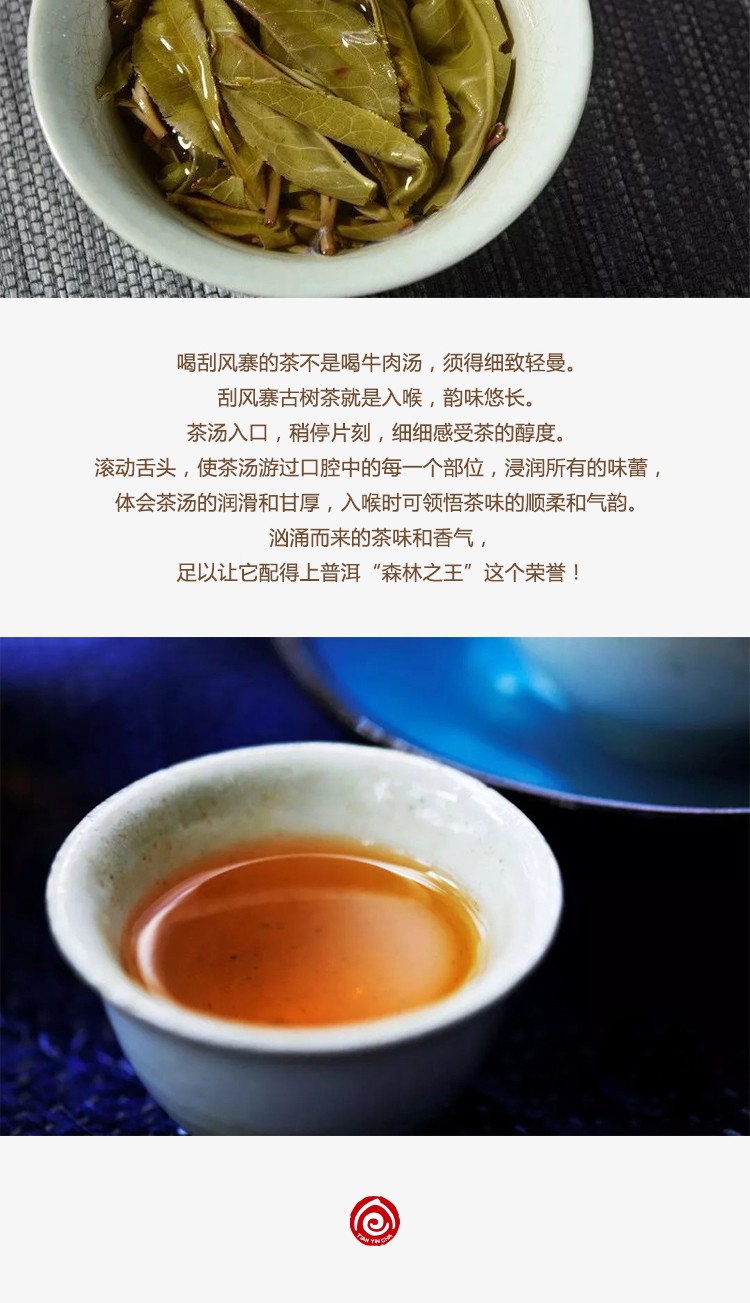 喝刮风寨的茶不是喝牛肉汤，须得细致轻曼。
刮风寨古树茶就是入喉，韵味悠长。
茶汤入口，稍停片刻，细细感受茶的醇度。
滚动舌头，使茶汤游过口腔中的每一个部位，浸润所有的味蕾，
体会茶汤的润滑和甘厚，入喉时可领悟茶味的顺柔和气韵。
汹涌而来的茶味和香气，
足以让它配得上普洱“森林之王”这个荣誉！
TIAN YIN CHA